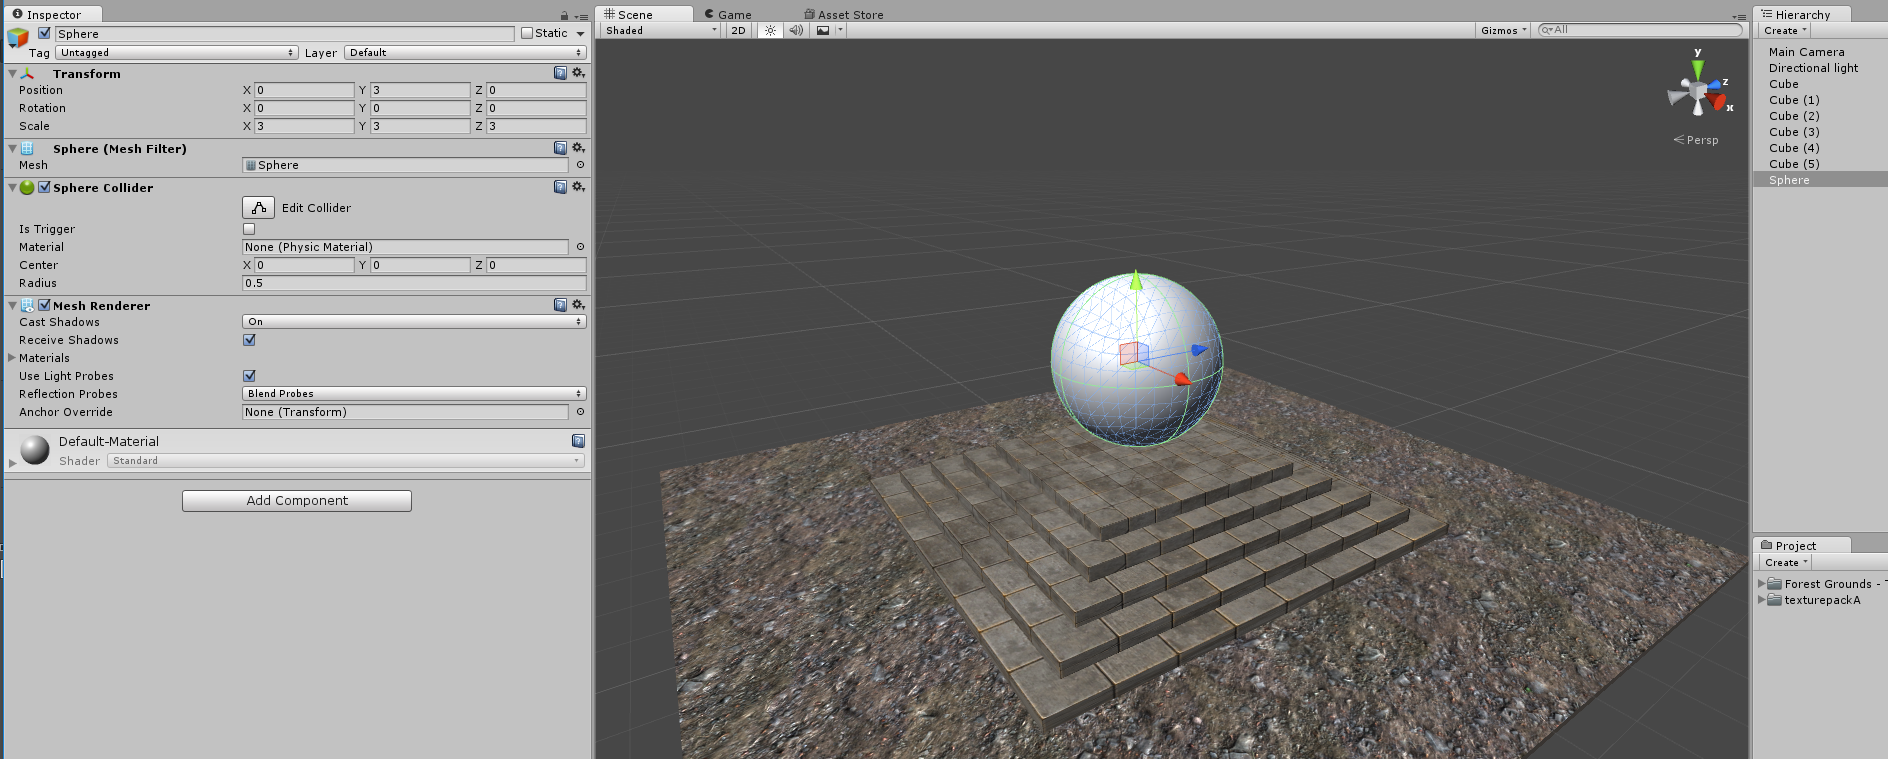 Inspector
Sphere
Static
Tag Untagged Layer Default
Transform
Position X 0 Y 3 Z 0
Rotation X 0 Y 0 Z 0
Scale X 3 Y 3 Z 3
Sphere (Mesh Filter)
Mesh Sphere
Sphere Collider
Edit Collider
Is Trigger
Material None (Physic Material)
Center X 0 Y 0 Z 0
Radius 0.5
Mesh Renderer
Cast Shadows On
Receive Shadows
Materials
Use Light Probes
Reflection Probes Blend Probes
Anchor Override None (Transform)
Default-Material
Shader Standard
Add Component
Scene Game Asset Store
Shaded 2D Gizmos All
y
z
x
Persp
Hierarchy
Create
Main Camera
Directional light
Cube
Cube (1)
Cube (2)
Cube (3)
Cube (4)
Cube (5)
Sphere
Project
Create
Forest Grounds -
texturepackA